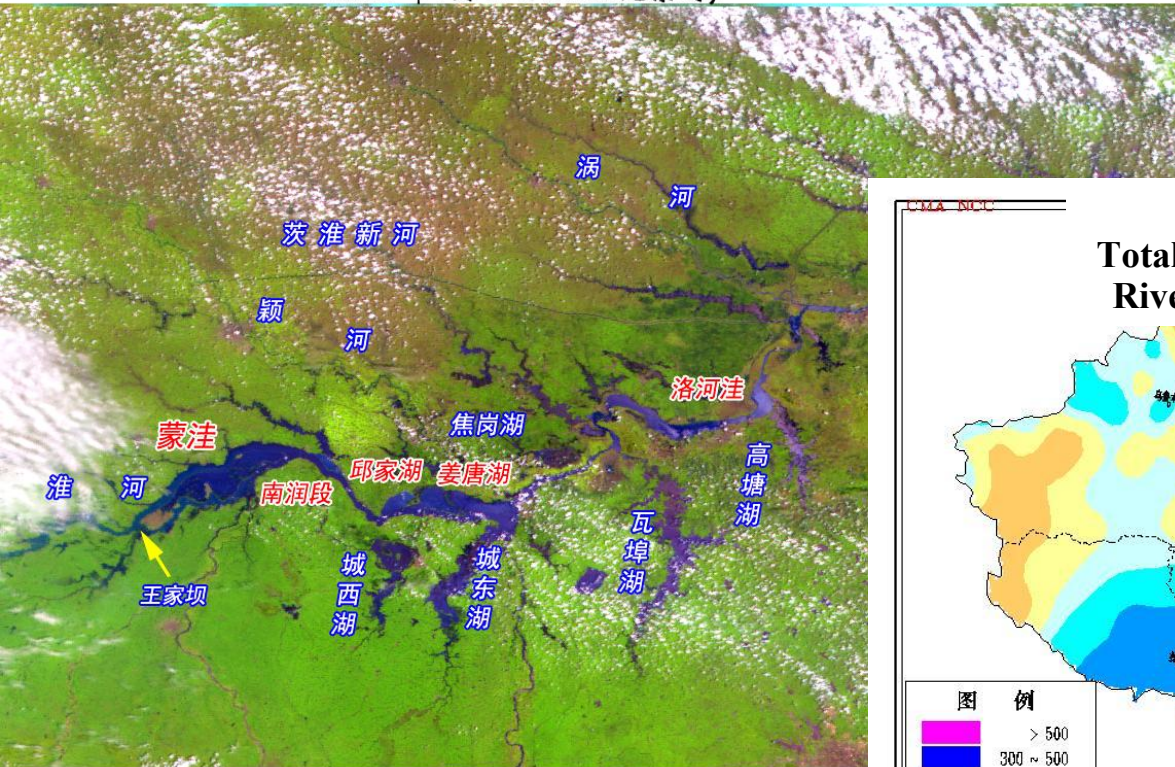 涡
河
茨淮新河
颍
河
洛河洼
焦岗湖
蒙洼
邱家湖 姜唐湖
淮 河
南润段
高塘湖
瓦埠湖
城西湖
城东湖
王家坝
CMA NCC
Total
Rive
图 例
> 500
300 ~ 500